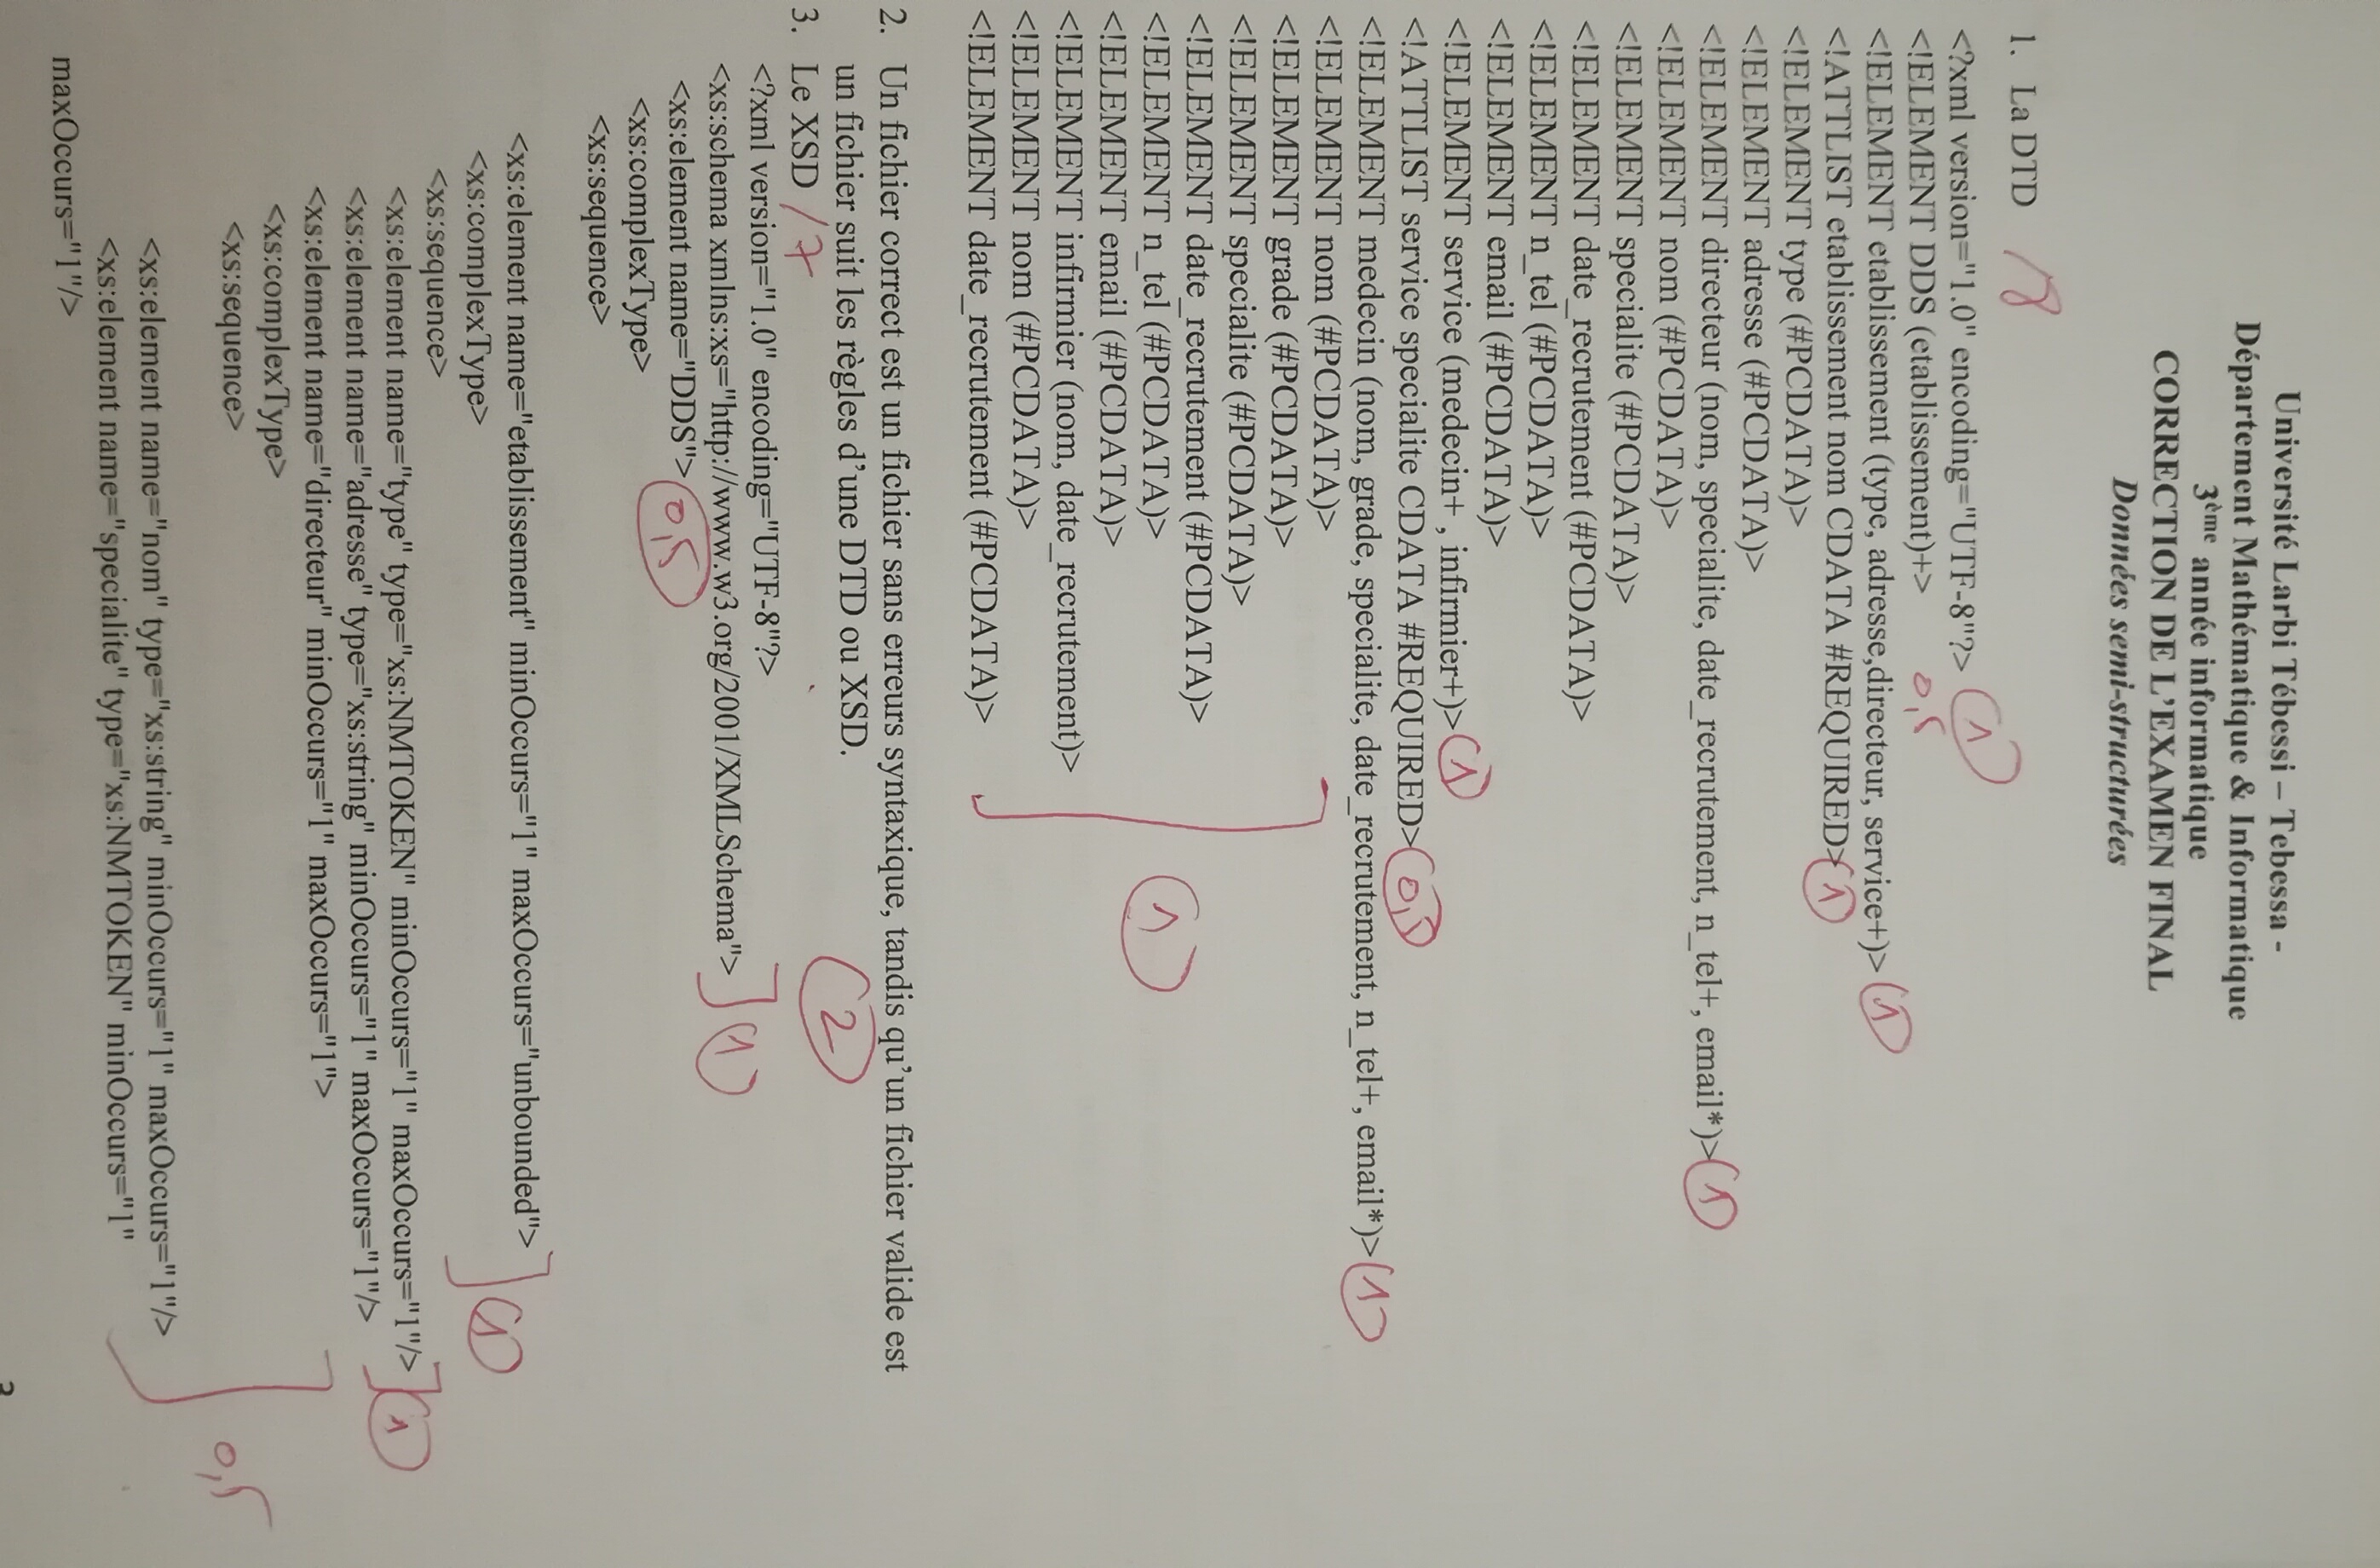 Université Larbi Tébessi – Tebessa -
Département Mathématique & Informatique
3ème année informatique
CORRECTION DE L'EXAMEN FINAL
Données semi-structurées
1. La DTD /8
<?xml version="1.0" encoding="UTF-8"?> 1
<!ELEMENT DDS (etablissement)+> 0,5
<!ELEMENT etablissement (type, adresse,directeur, service+)> 1
<!ATTLIST etablissement nom CDATA #REQUIRED> 1
<!ELEMENT type (#PCDATA)>
<!ELEMENT adresse (#PCDATA)>
<!ELEMENT directeur (nom, specialite, date_recrutement, n_tel+, email*)> 1
<!ELEMENT nom (#PCDATA)>
<!ELEMENT specialite (#PCDATA)>
<!ELEMENT date_recrutement (#PCDATA)>
<!ELEMENT n_tel (#PCDATA)>
<!ELEMENT email (#PCDATA)>
<!ELEMENT service (medecin+ , infirmier+)> 1
<!ATTLIST service specialite CDATA #REQUIRED> 0,5
<!ELEMENT medecin (nom, grade, specialite, date_recrutement, n_tel+, email*)> 1
<!ELEMENT nom (#PCDATA)>
<!ELEMENT grade (#PCDATA)>
<!ELEMENT specialite (#PCDATA)>
<!ELEMENT date_recrutement (#PCDATA)>
<!ELEMENT n_tel (#PCDATA)> 1
<!ELEMENT email (#PCDATA)>
<!ELEMENT infirmier (nom, date_recrutement)>
<!ELEMENT nom (#PCDATA)>
<!ELEMENT date_recrutement (#PCDATA)>
2. Un fichier correct est un fichier sans erreurs syntaxique, tandis qu'un fichier valide est
un fichier suit les règles d'une DTD ou XSD. 2
3. Le XSD /7
<?xml version="1.0" encoding="UTF-8"?>
<xs:schema xmlns:xs="http://www.w3.org/2001/XMLSchema"> 1
<xs:element name="DDS"> 0,5
<xs:complexType>
<xs:sequence>
<xs:element name="etablissement" minOccurs="1" maxOccurs="unbounded">
<xs:complexType> 1
<xs:sequence>
<xs:element name="type" type="xs:NMTOKEN" minOccurs="1" maxOccurs="1"/> 1
<xs:element name="adresse" type="xs:string" minOccurs="1" maxOccurs="1"/>
<xs:element name="directeur" minOccurs="1" maxOccurs="1">
<xs:complexType>
<xs:sequence> 0,5
<xs:element name="nom" type="xs:string" minOccurs="1" maxOccurs="1"/>
<xs:element name="specialite" type="xs:NMTOKEN" minOccurs="1"
maxOccurs="1"/>
3